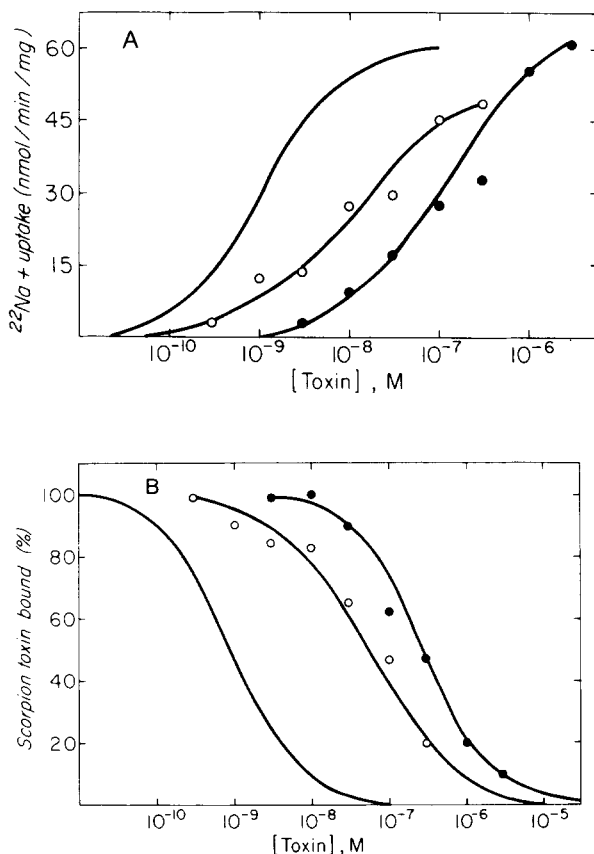 A
²²Na + uptake (nmol/min/mg)
60
45
30
15
10⁻¹⁰ 10⁻⁹ 10⁻⁸ 10⁻⁷ 10⁻⁶
[Toxin] , M
B
Scorpion toxin bound (%)
100
80
60
40
20
10⁻¹⁰ 10⁻⁹ 10⁻⁸ 10⁻⁷ 10⁻⁶ 10⁻⁵
[Toxin] , M